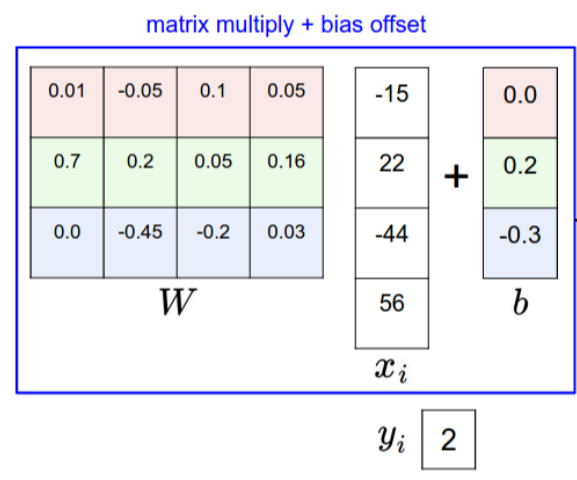 matrix multiply + bias offset
0.01 -0.05 0.1 0.05 -15 0.0
0.7 0.2 0.05 0.16 22 + 0.2
0.0 -0.45 -0.2 0.03 -44 -0.3
W 56 b
x_i
y_i 2